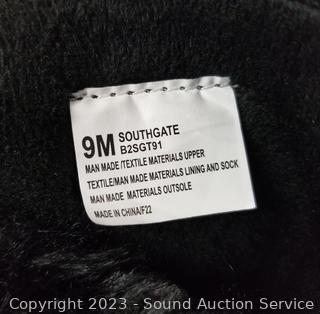 9M SOUTHGATE
B2SGT91
MAN MADE/TEXTILE MATERIALS UPPER
TEXTILE/MAN MADE MATERIALS LINING AND SOCK
MAN MADE MATERIALS OUTSOLE
MADE IN CHINA/F22
Copyright 2023 - Sound Auction Service